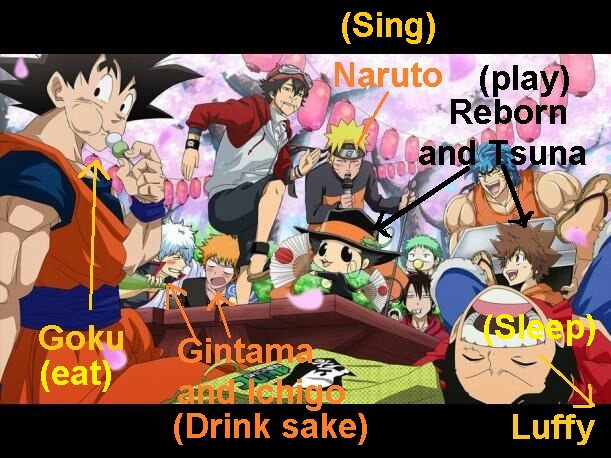 (Sing)
Naruto
(play)
Reborn
and Tsuna
Goku
(eat)
Gintama
and Ichigo
(Drink sake)
(Sleep)
Luffy